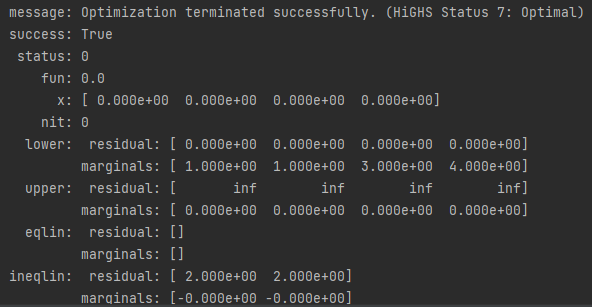 message: Optimization terminated successfully. (HiGHS Status 7: Optimal)
success: True
status: 0
fun: 0.0
x: [ 0.000e+00 0.000e+00 0.000e+00 0.000e+00]
nit: 0
lower: residual: [ 0.000e+00 0.000e+00 0.000e+00 0.000e+00]
marginals: [ 1.000e+00 1.000e+00 3.000e+00 4.000e+00]
upper: residual: [ inf inf inf inf]
marginals: [ 0.000e+00 0.000e+00 0.000e+00 0.000e+00]
eqlin: residual: []
marginals: []
ineqlin: residual: [ 2.000e+00 2.000e+00]
marginals: [-0.000e+00 -0.000e+00]